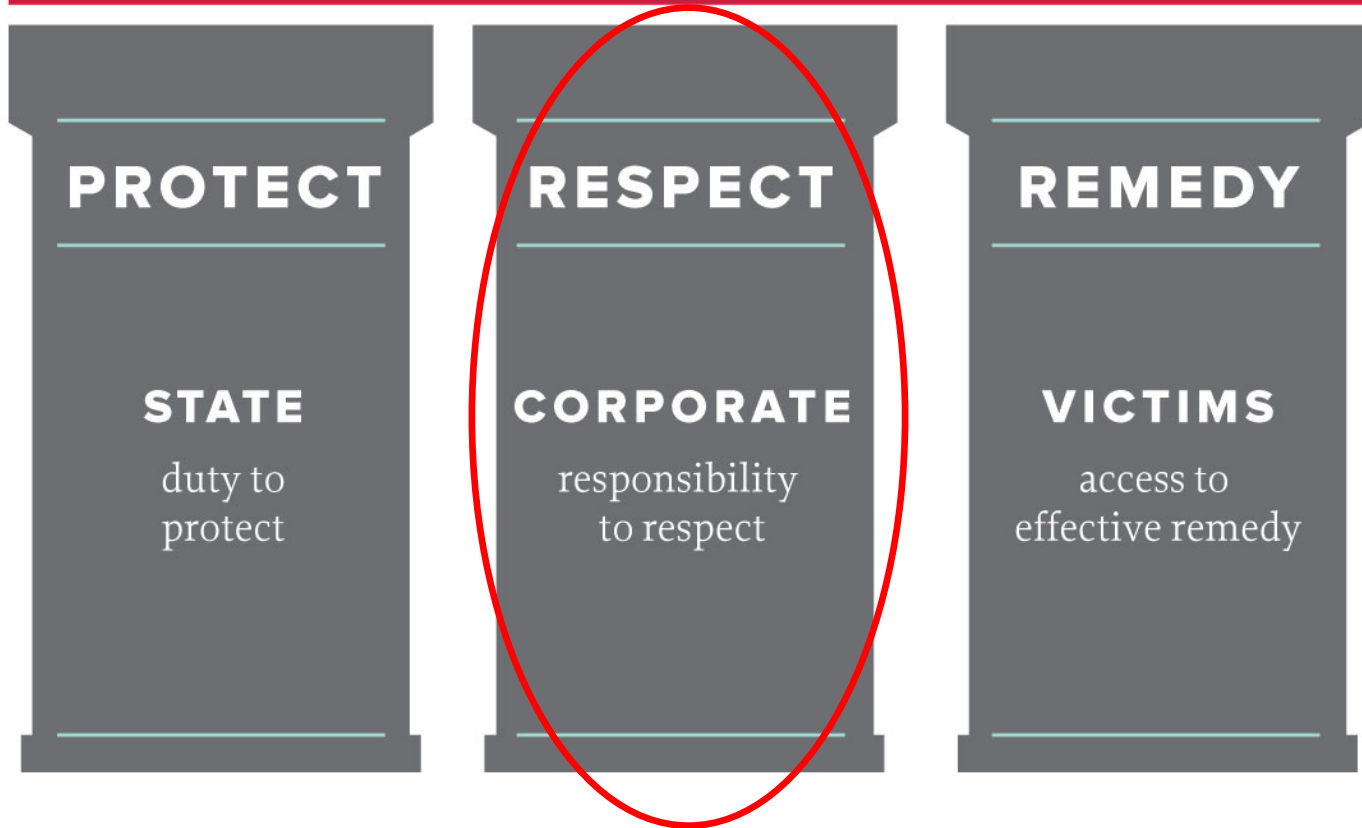 PROTECT
STATE
duty to
protect
RESPECT
CORPORATE
responsibility
to respect
REMEDY
VICTIMS
access to
effective remedy